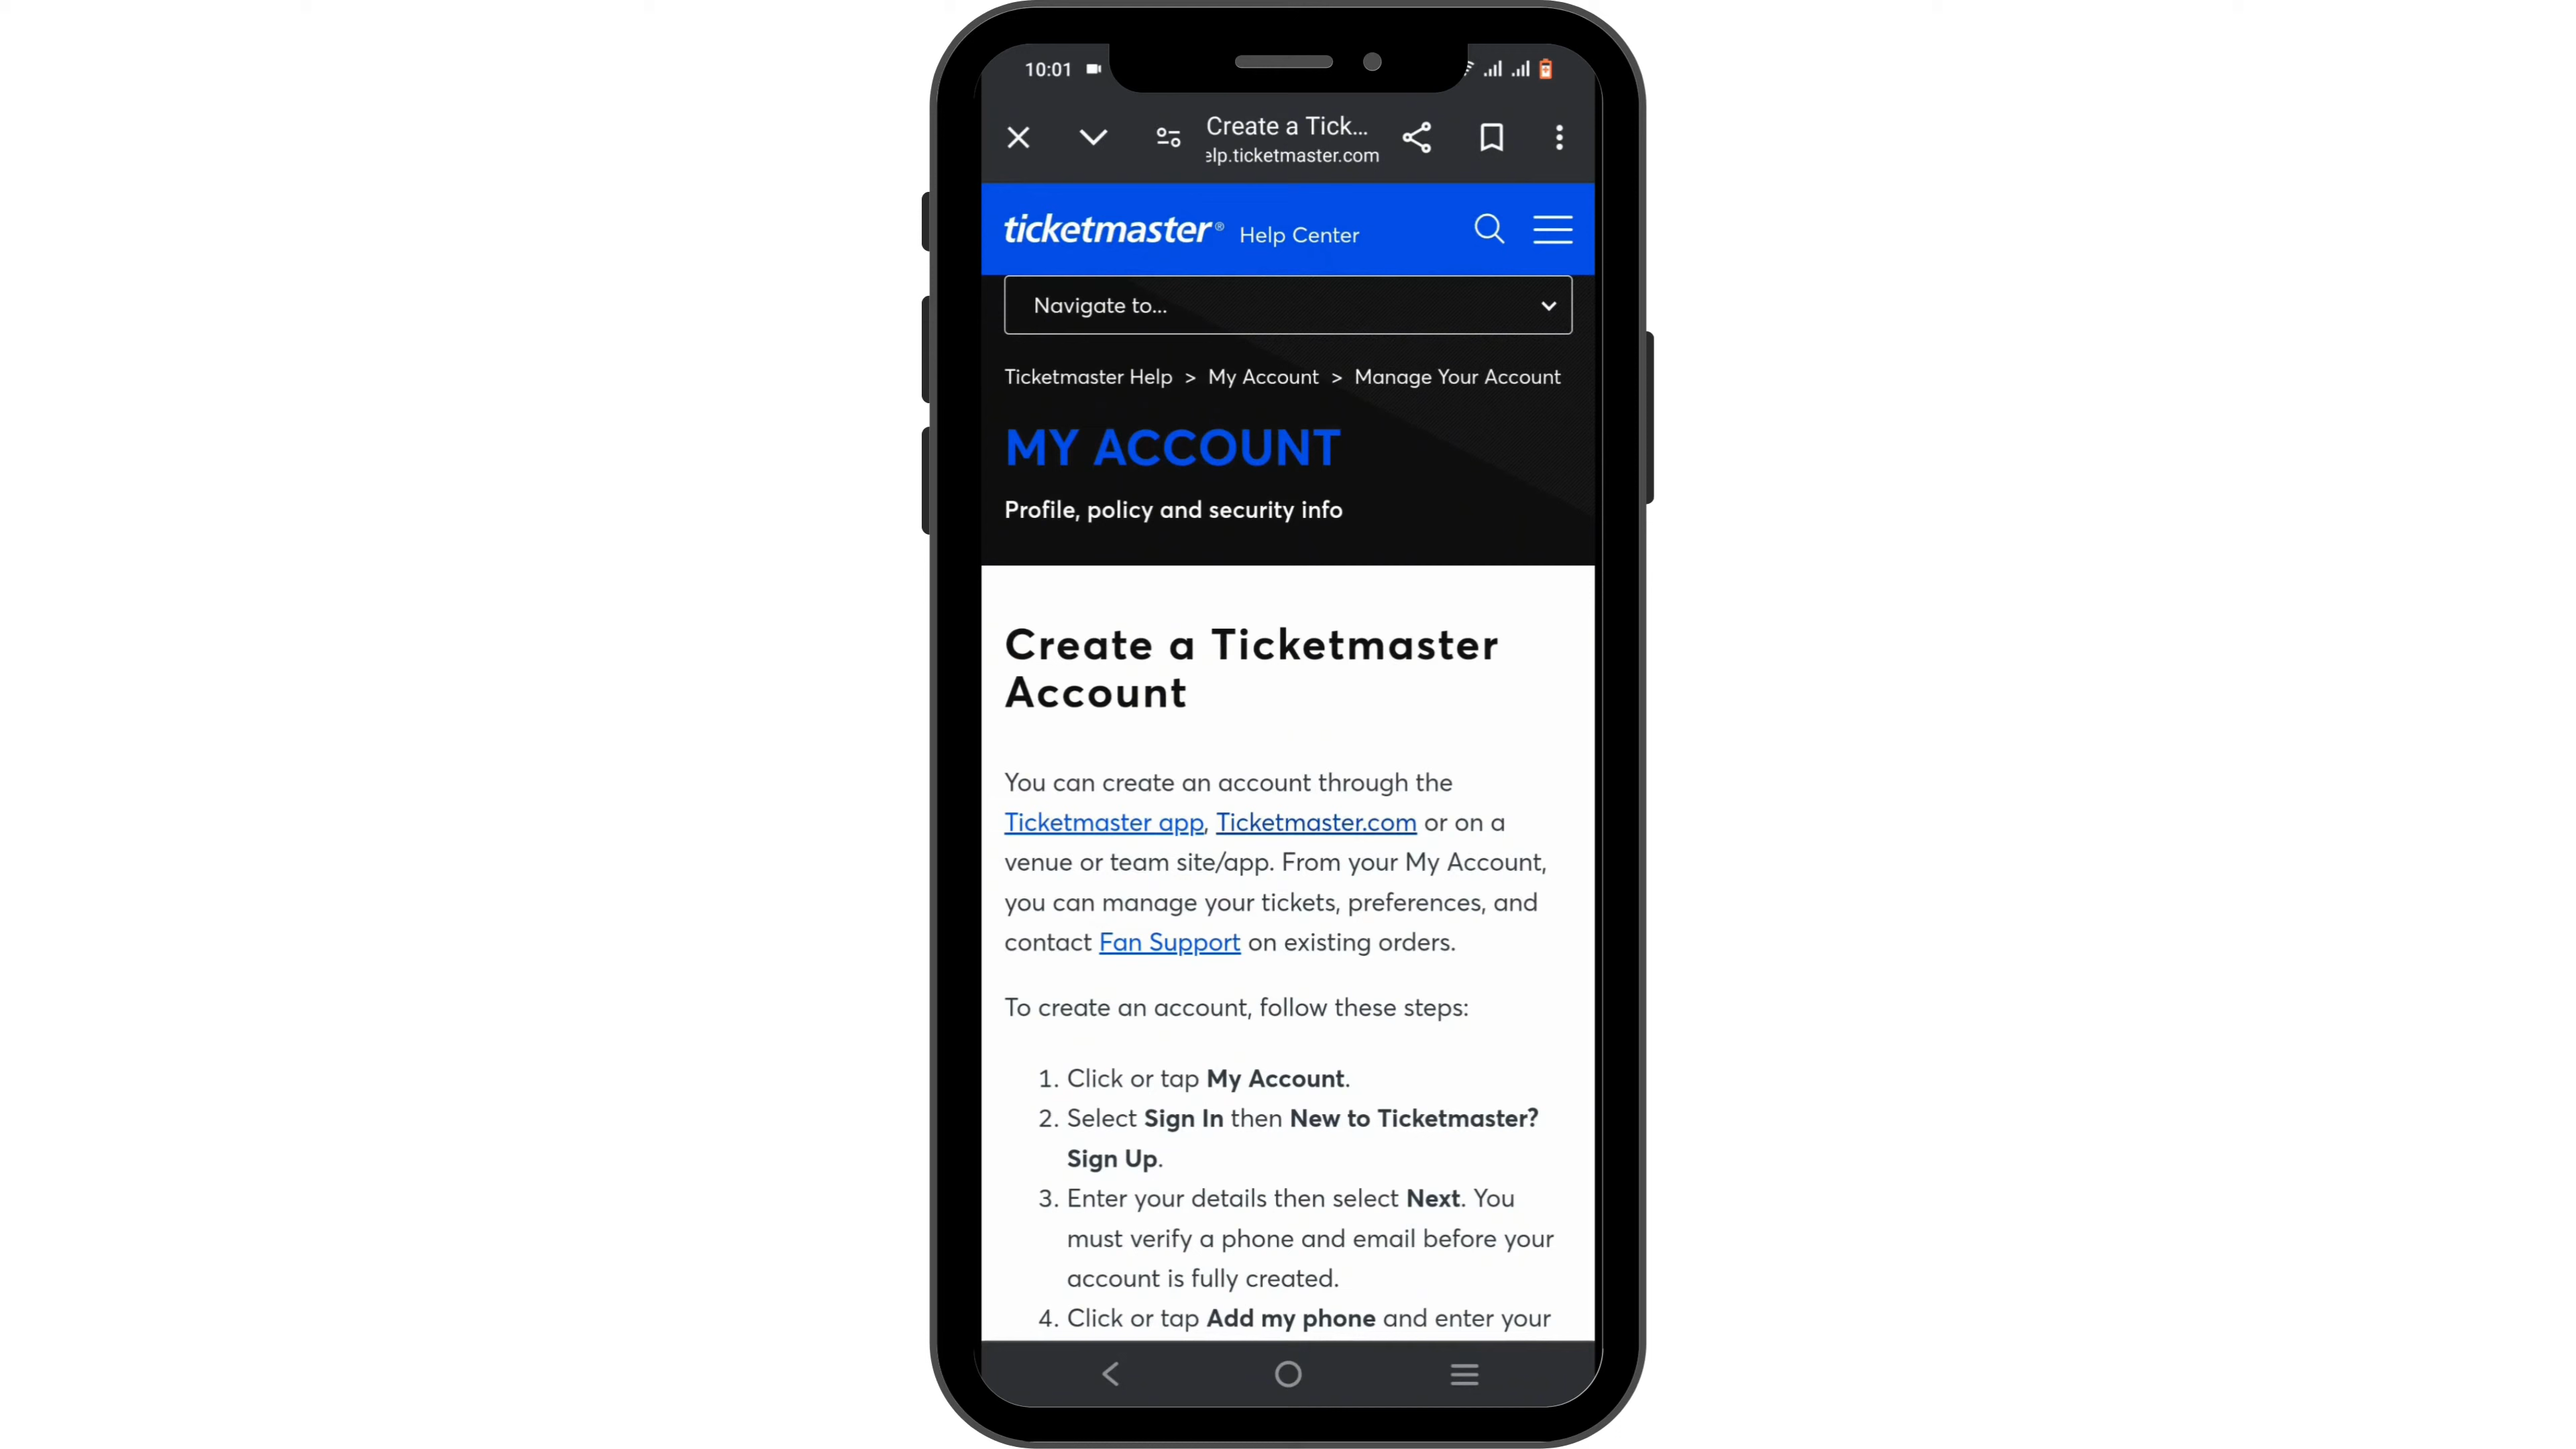 10:01
Create a Tick...
elp.ticketmaster.com
ticketmaster® Help Center
Navigate to...
Ticketmaster Help > My Account > Manage Your Account
MY ACCOUNT
Profile, policy and security info
Create a Ticketmaster
Account
You can create an account through the
Ticketmaster app, Ticketmaster.com or on a
venue or team site/app. From your My Account,
you can manage your tickets, preferences, and
contact Fan Support on existing orders.
To create an account, follow these steps:
1. Click or tap My Account.
2. Select Sign In then New to Ticketmaster?
Sign Up.
3. Enter your details then select Next. You
must verify a phone and email before your
account is fully created.
4. Click or tap Add my phone and enter your